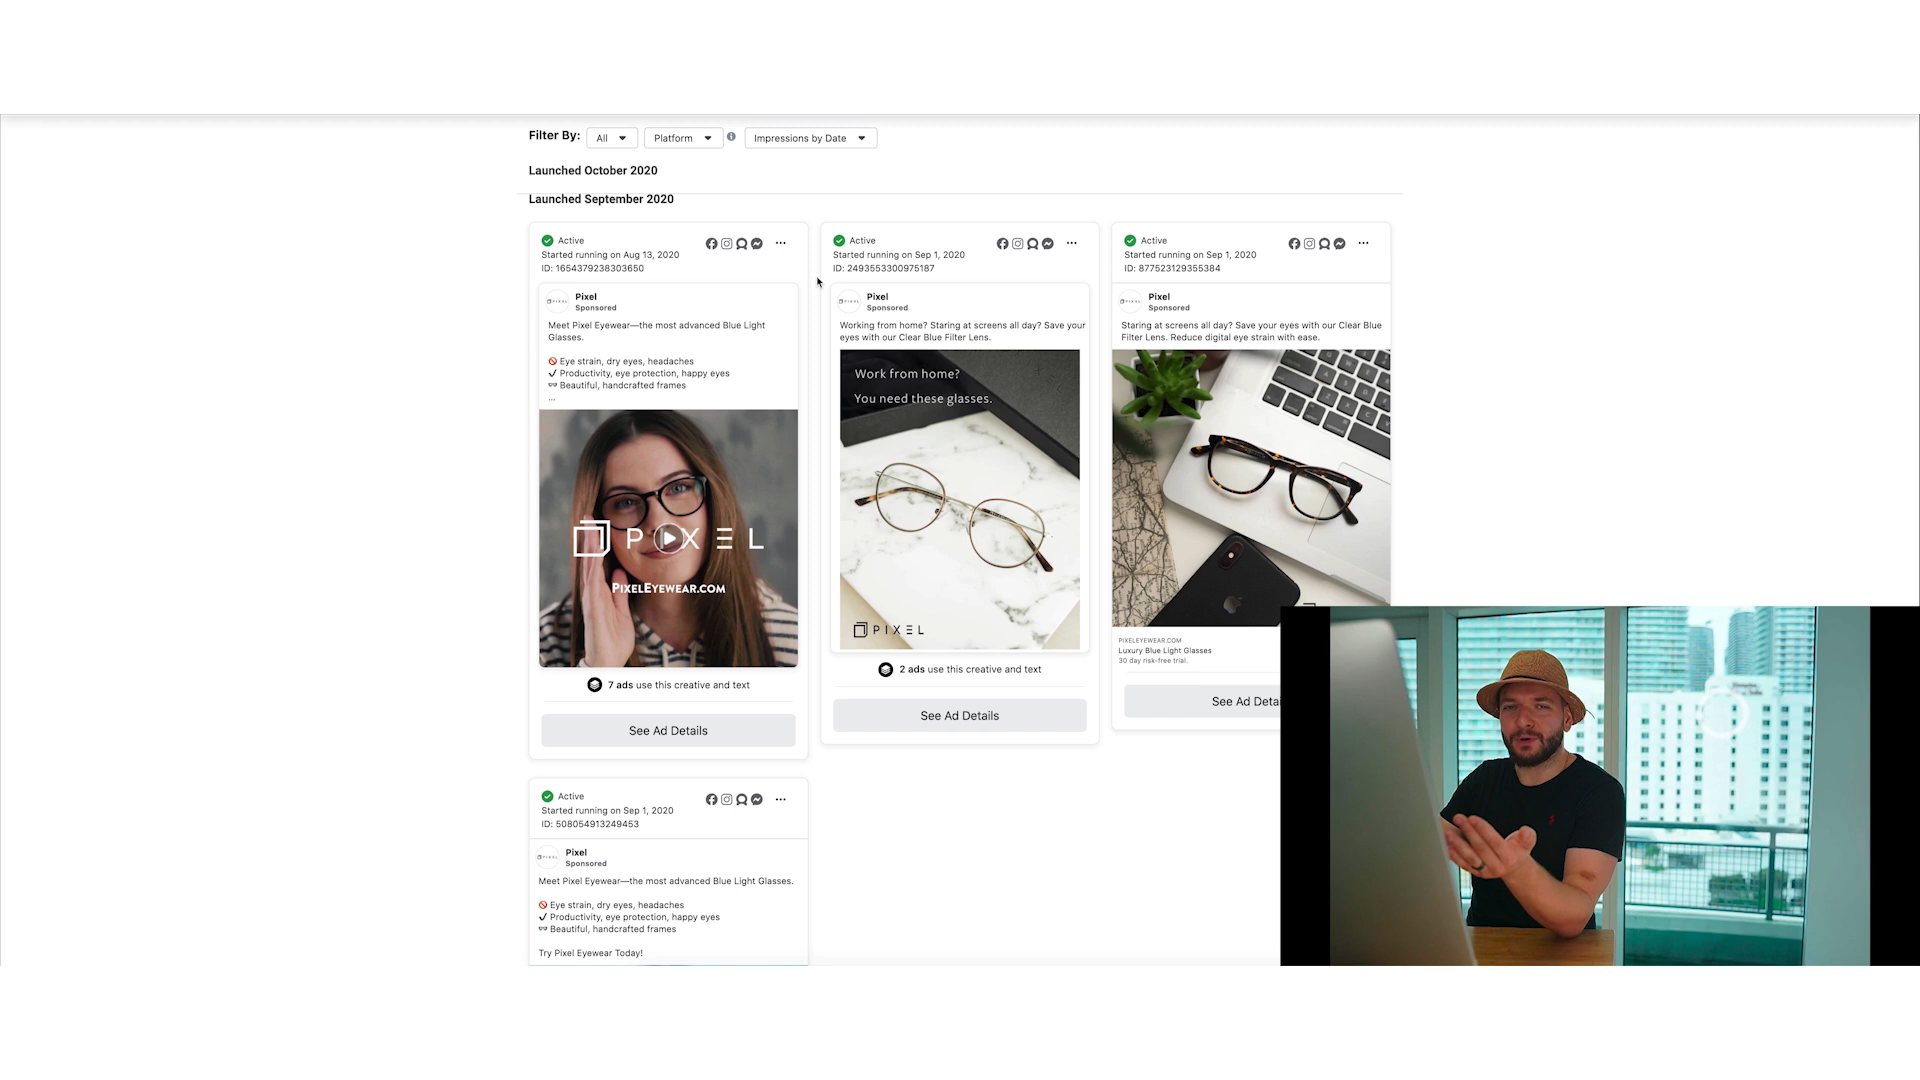 Filter By:
All
Platform
Impressions by Date
Launched October 2020
Launched September 2020
Active
Started running on Aug 13, 2020
ID: 1654379238303650
Pixel
Sponsored
Meet Pixel Eyewear—the most advanced Blue Light
Glasses.
🚫 Eye strain, dry eyes, headaches
✔ Productivity, eye protection, happy eyes
👓 Beautiful, handcrafted frames
...
PIXEL
PIXELEYEWEAR.COM
7 ads use this creative and text
See Ad Details
Active
Started running on Sep 1, 2020
ID: 2493553300975187
Pixel
Sponsored
Working from home? Staring at screens all day? Save your
eyes with our Clear Blue Filter Lens.
Work from home?
You need these glasses.
PIXEL
2 ads use this creative and text
See Ad Details
Active
Started running on Sep 1, 2020
ID: 877523129355384
Pixel
Sponsored
Staring at screens all day? Save your eyes with our Clear Blue
Filter Lens. Reduce digital eye strain with ease.
PIXELEYEWEAR.COM
Luxury Blue Light Glasses
30 day risk-free trial.
See Ad Detai
Active
Started running on Sep 1, 2020
ID: 508054913249453
Pixel
Sponsored
Meet Pixel Eyewear—the most advanced Blue Light Glasses.
🚫 Eye strain, dry eyes, headaches
✔ Productivity, eye protection, happy eyes
👓 Beautiful, handcrafted frames
Try Pixel Eyewear Today!